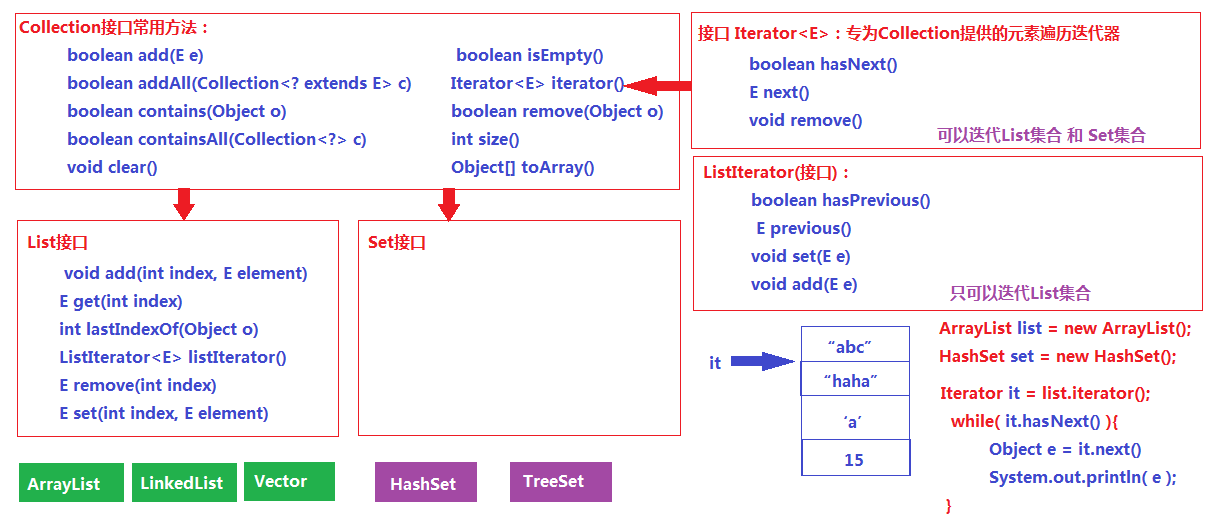 Collection接口常用方法：
boolean add(E e)
boolean addAll(Collection<? extends E> c)
boolean contains(Object o)
boolean containsAll(Collection<?> c)
void clear()
boolean isEmpty()
Iterator<E> iterator()
boolean remove(Object o)
int size()
Object[] toArray()
接口 Iterator<E>：专为Collection提供的元素遍历迭代器
boolean hasNext()
E next()
void remove()
可以迭代List集合 和 Set集合
ListIterator(接口)：
boolean hasPrevious()
E previous()
void set(E e)
void add(E e)
只可以迭代List集合
List接口
void add(int index, E element)
E get(int index)
int lastIndexOf(Object o)
ListIterator<E> listIterator()
E remove(int index)
E set(int index, E element)
Set接口
ArrayList
LinkedList
Vector
HashSet
TreeSet
it
“abc”
“haha”
‘a’
15
ArrayList list = new ArrayList();
HashSet set = new HashSet();
Iterator it = list.iterator();
while( it.hasNext() ){
Object e = it.next()
System.out.println( e );
}